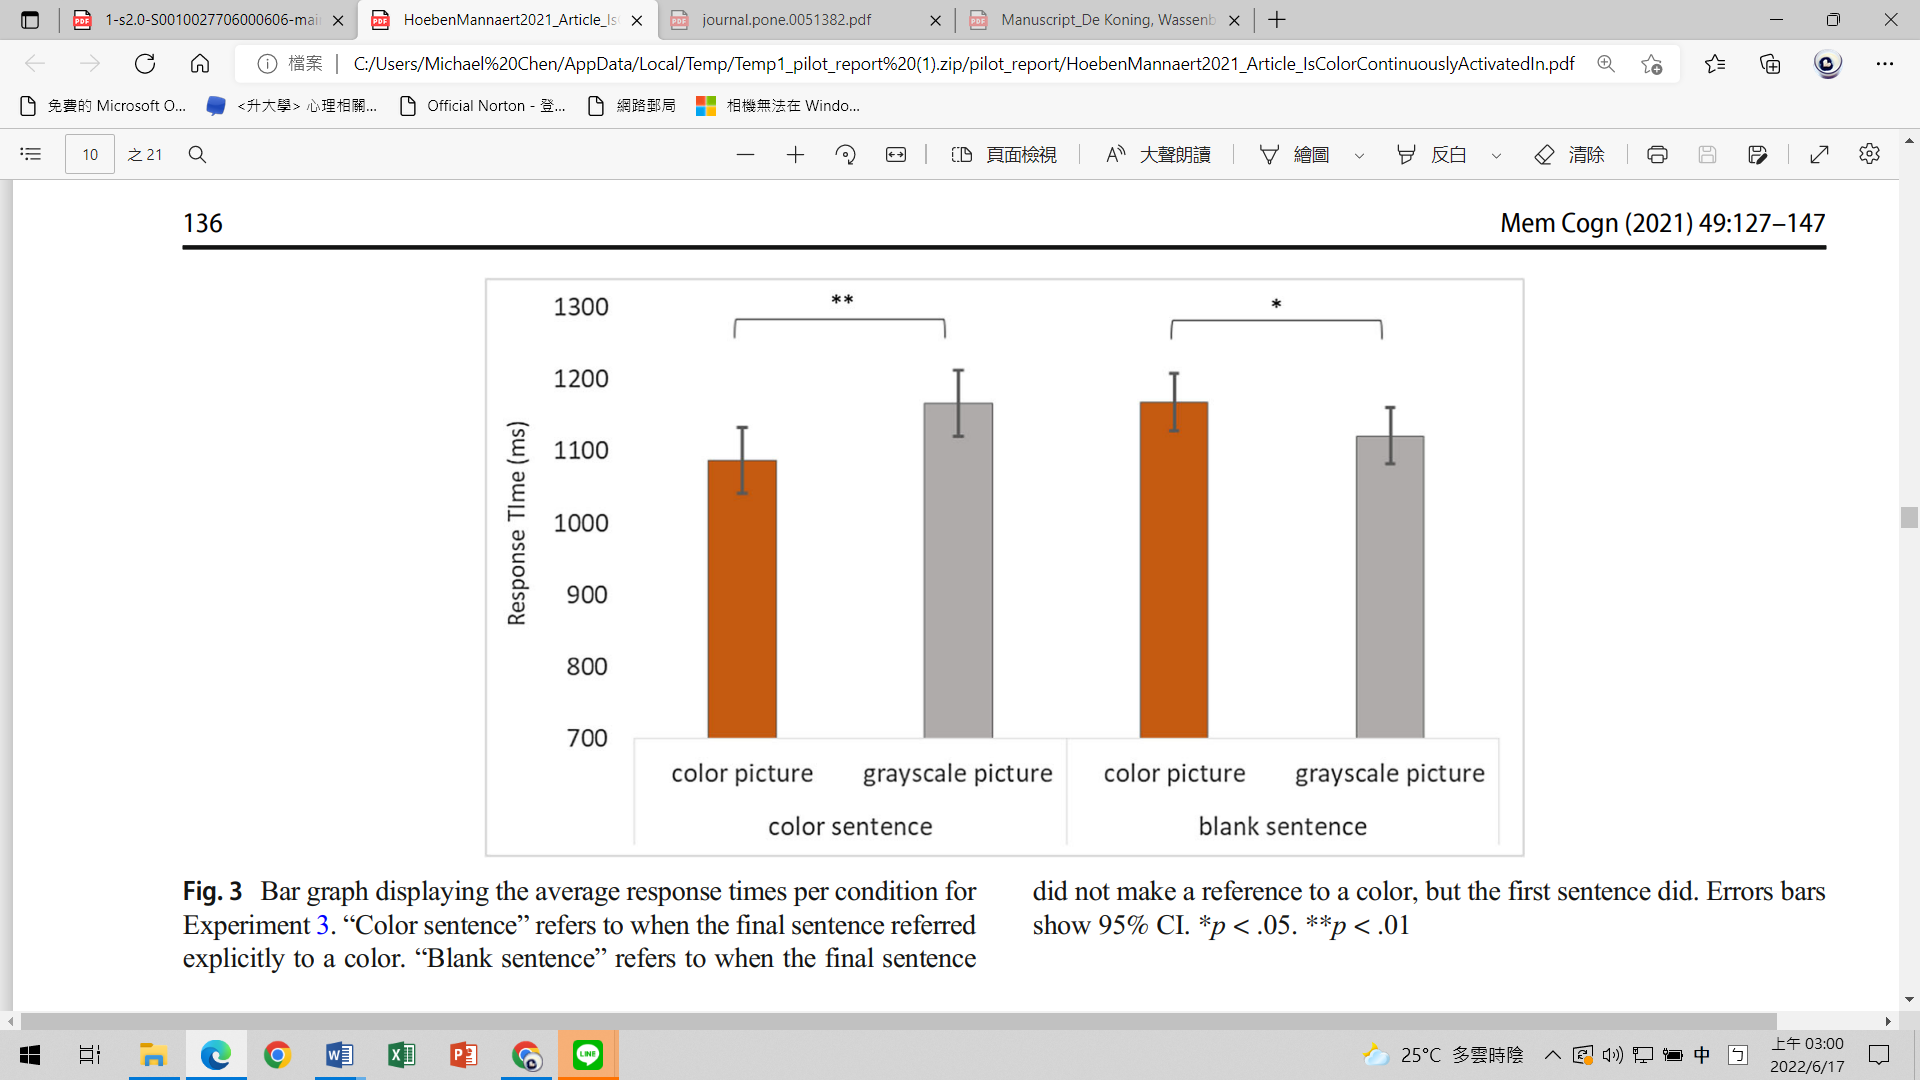 1-s2.0-S0010027706000606-mai
HoebenMannaert2021_Article_Is
journal.pone.0051382.pdf
Manuscript_De Koning, Wassenb
檔案
C:/Users/Michael%20Chen/AppData/Local/Temp/Temp1_pilot_report%20(1).zip/pilot_report/HoebenMannaert2021_Article_IsColorContinuouslyActivatedIn.pdf
免費的 Microsoft O...
<升大學> 心理相關...
Official Norton - 登...
網路郵局
相機無法在 Windo...
10
之 21
頁面檢視
大聲朗讀
繪圖
反白
清除
136
Mem Cogn (2021) 49:127–147
1300
1200
1100
1000
900
800
700
Response TIme (ms)
**
*
color picture
grayscale picture
color picture
grayscale picture
color sentence
blank sentence
Fig. 3 Bar graph displaying the average response times per condition for
Experiment 3. “Color sentence” refers to when the final sentence referred
explicitly to a color. “Blank sentence” refers to when the final sentence
did not make a reference to a color, but the first sentence did. Errors bars
show 95% CI. *p < .05. **p < .01
25°C 多雲時陰
中
ㄅ
上午 03:00
2022/6/17